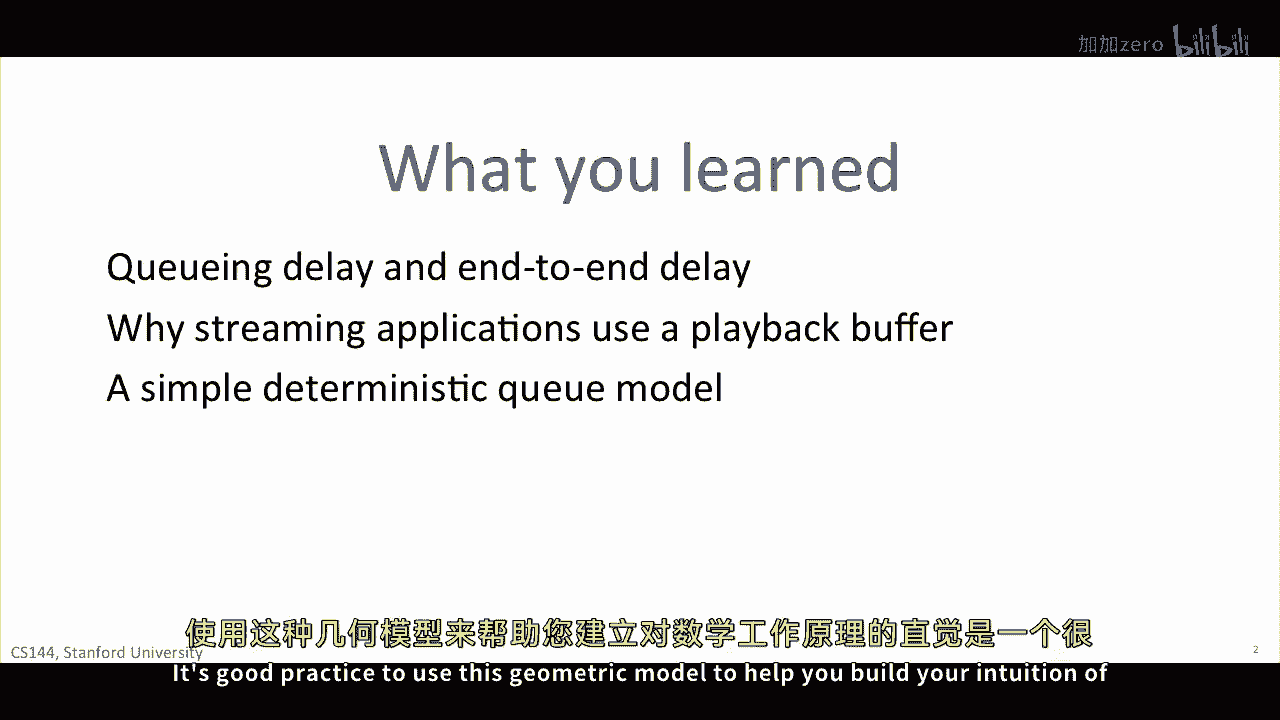 加加zero bilibili
What you learned
Queueing delay and end-to-end delay
Why streaming applications use a playback buffer
A simple deterministic queue model
使用这种几何模型来帮助您建立对数学工作原理的直觉是一个很
CS144, Stanford University
2
It's good practice to use this geometric model to help you build your intuition of